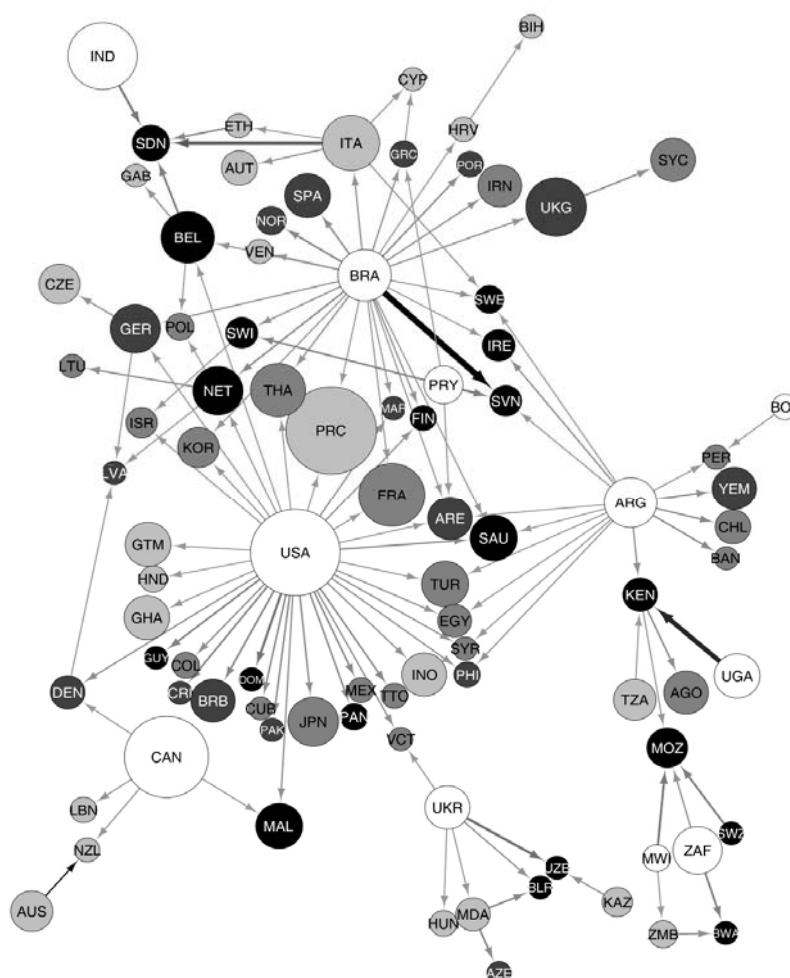 BIH
IND
CYP
ETH
HRV
SDN
ITA
GRC
POR
SYC
GAB
AUT
IRN
SPA
UKG
NOR
BEL
VEN
BRA
CZE
SWE
GER
POL
SWI
IRE
LTU
NET
THA
PRY
SVN
MAR
BO
ISR
PRC
FIN
KOR
PER
LVA
YEM
FRA
ARG
ARE
CHL
SAU
GTM
USA
BAN
HND
TUR
KEN
GHA
EGY
SYR
GUY
COL
DOM
INO
PHI
UGA
DEN
CRI
BRB
MEX
TTO
TZA
AGO
CUB
PAN
PAK
JPN
VCT
MOZ
CAN
LBN
UKR
MAL
SWZ
NZL
MWI
ZAF
UZB
BLR
AUS
KAZ
HUN
MDA
ZMB
BWA
AZE